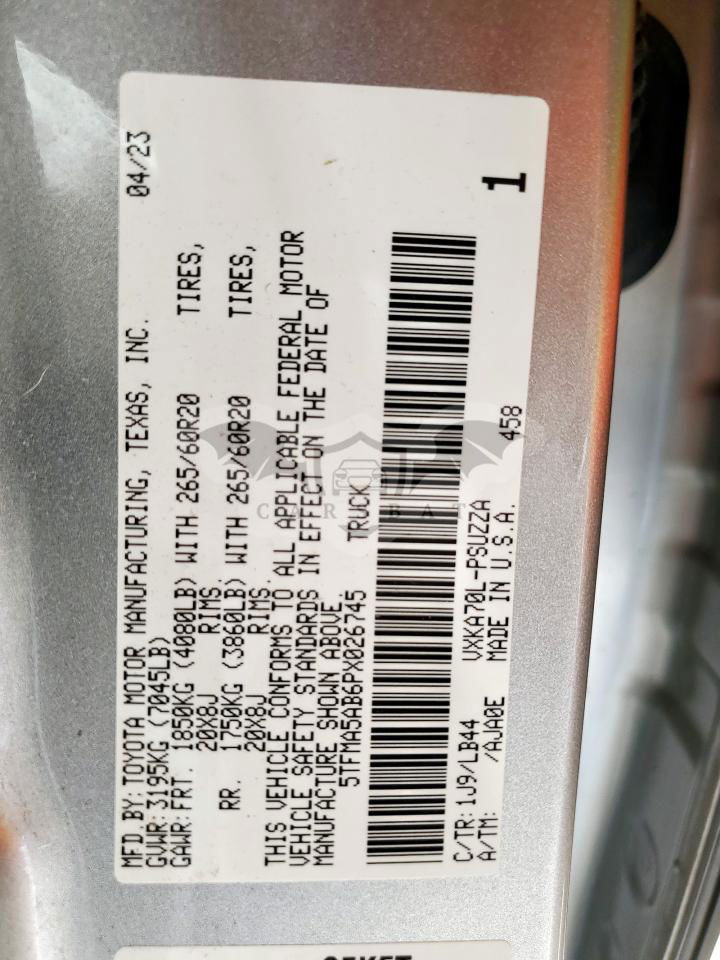 04/23
MFD.BY: TOYOTA MOTOR MANUFACTURING, TEXAS, INC.
GVWR: 3195KG (7045LB)
GAWR: FRT. 1850KG (4080LB) WITH 265/60R20 TIRES,
20X8J RIMS.
RR. 1750KG (3860LB) WITH 265/60R20 TIRES,
20X8J RIMS.
THIS VEHICLE CONFORMS TO ALL APPLICABLE FEDERAL MOTOR
VEHICLE SAFETY STANDARDS IN EFFECT ON THE DATE OF
MANUFACTURE SHOWN ABOVE.
5TFMA5AB6PX026745 TRUCK
1
C/TR: 1J9/LB44 VXKA70L-PSUZZA
A/TM: /AJA0E MADE IN U.S.A. 458
CARBAT